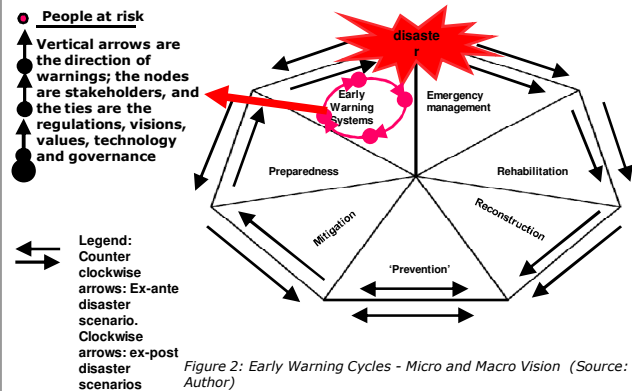 People at risk
Vertical arrows are
the direction of
warnings; the nodes
are stakeholders, and
the ties are the
regulations, visions,
values, technology
and governance
disaste
r
Early
Warning
Systems
Emergency
management
Preparedness
Rehabilitation
Mitigation
Reconstruction
‘Prevention’
Legend:
Counter
clockwise
arrows: Ex-ante
disaster
scenario.
Clockwise
arrows: ex-post
disaster
scenarios
Figure 2: Early Warning Cycles - Micro and Macro Vision (Source:
Author)